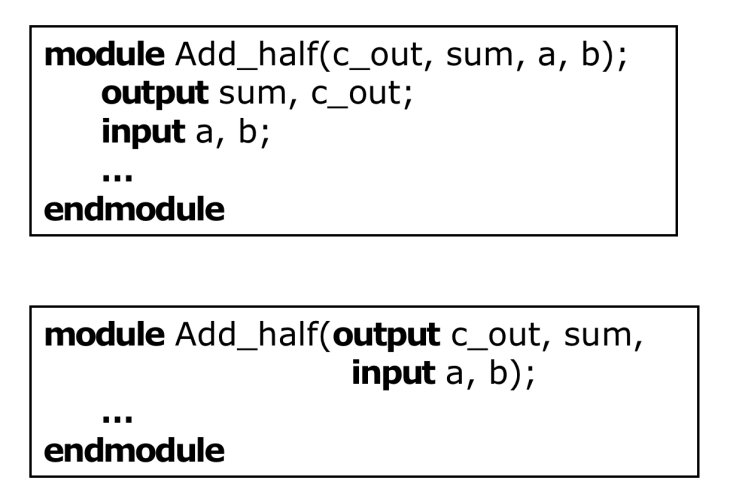 module Add_half(c_out, sum, a, b);
output sum, c_out;
input a, b;
...
endmodule
module Add_half(output c_out, sum,
input a, b);
...
endmodule